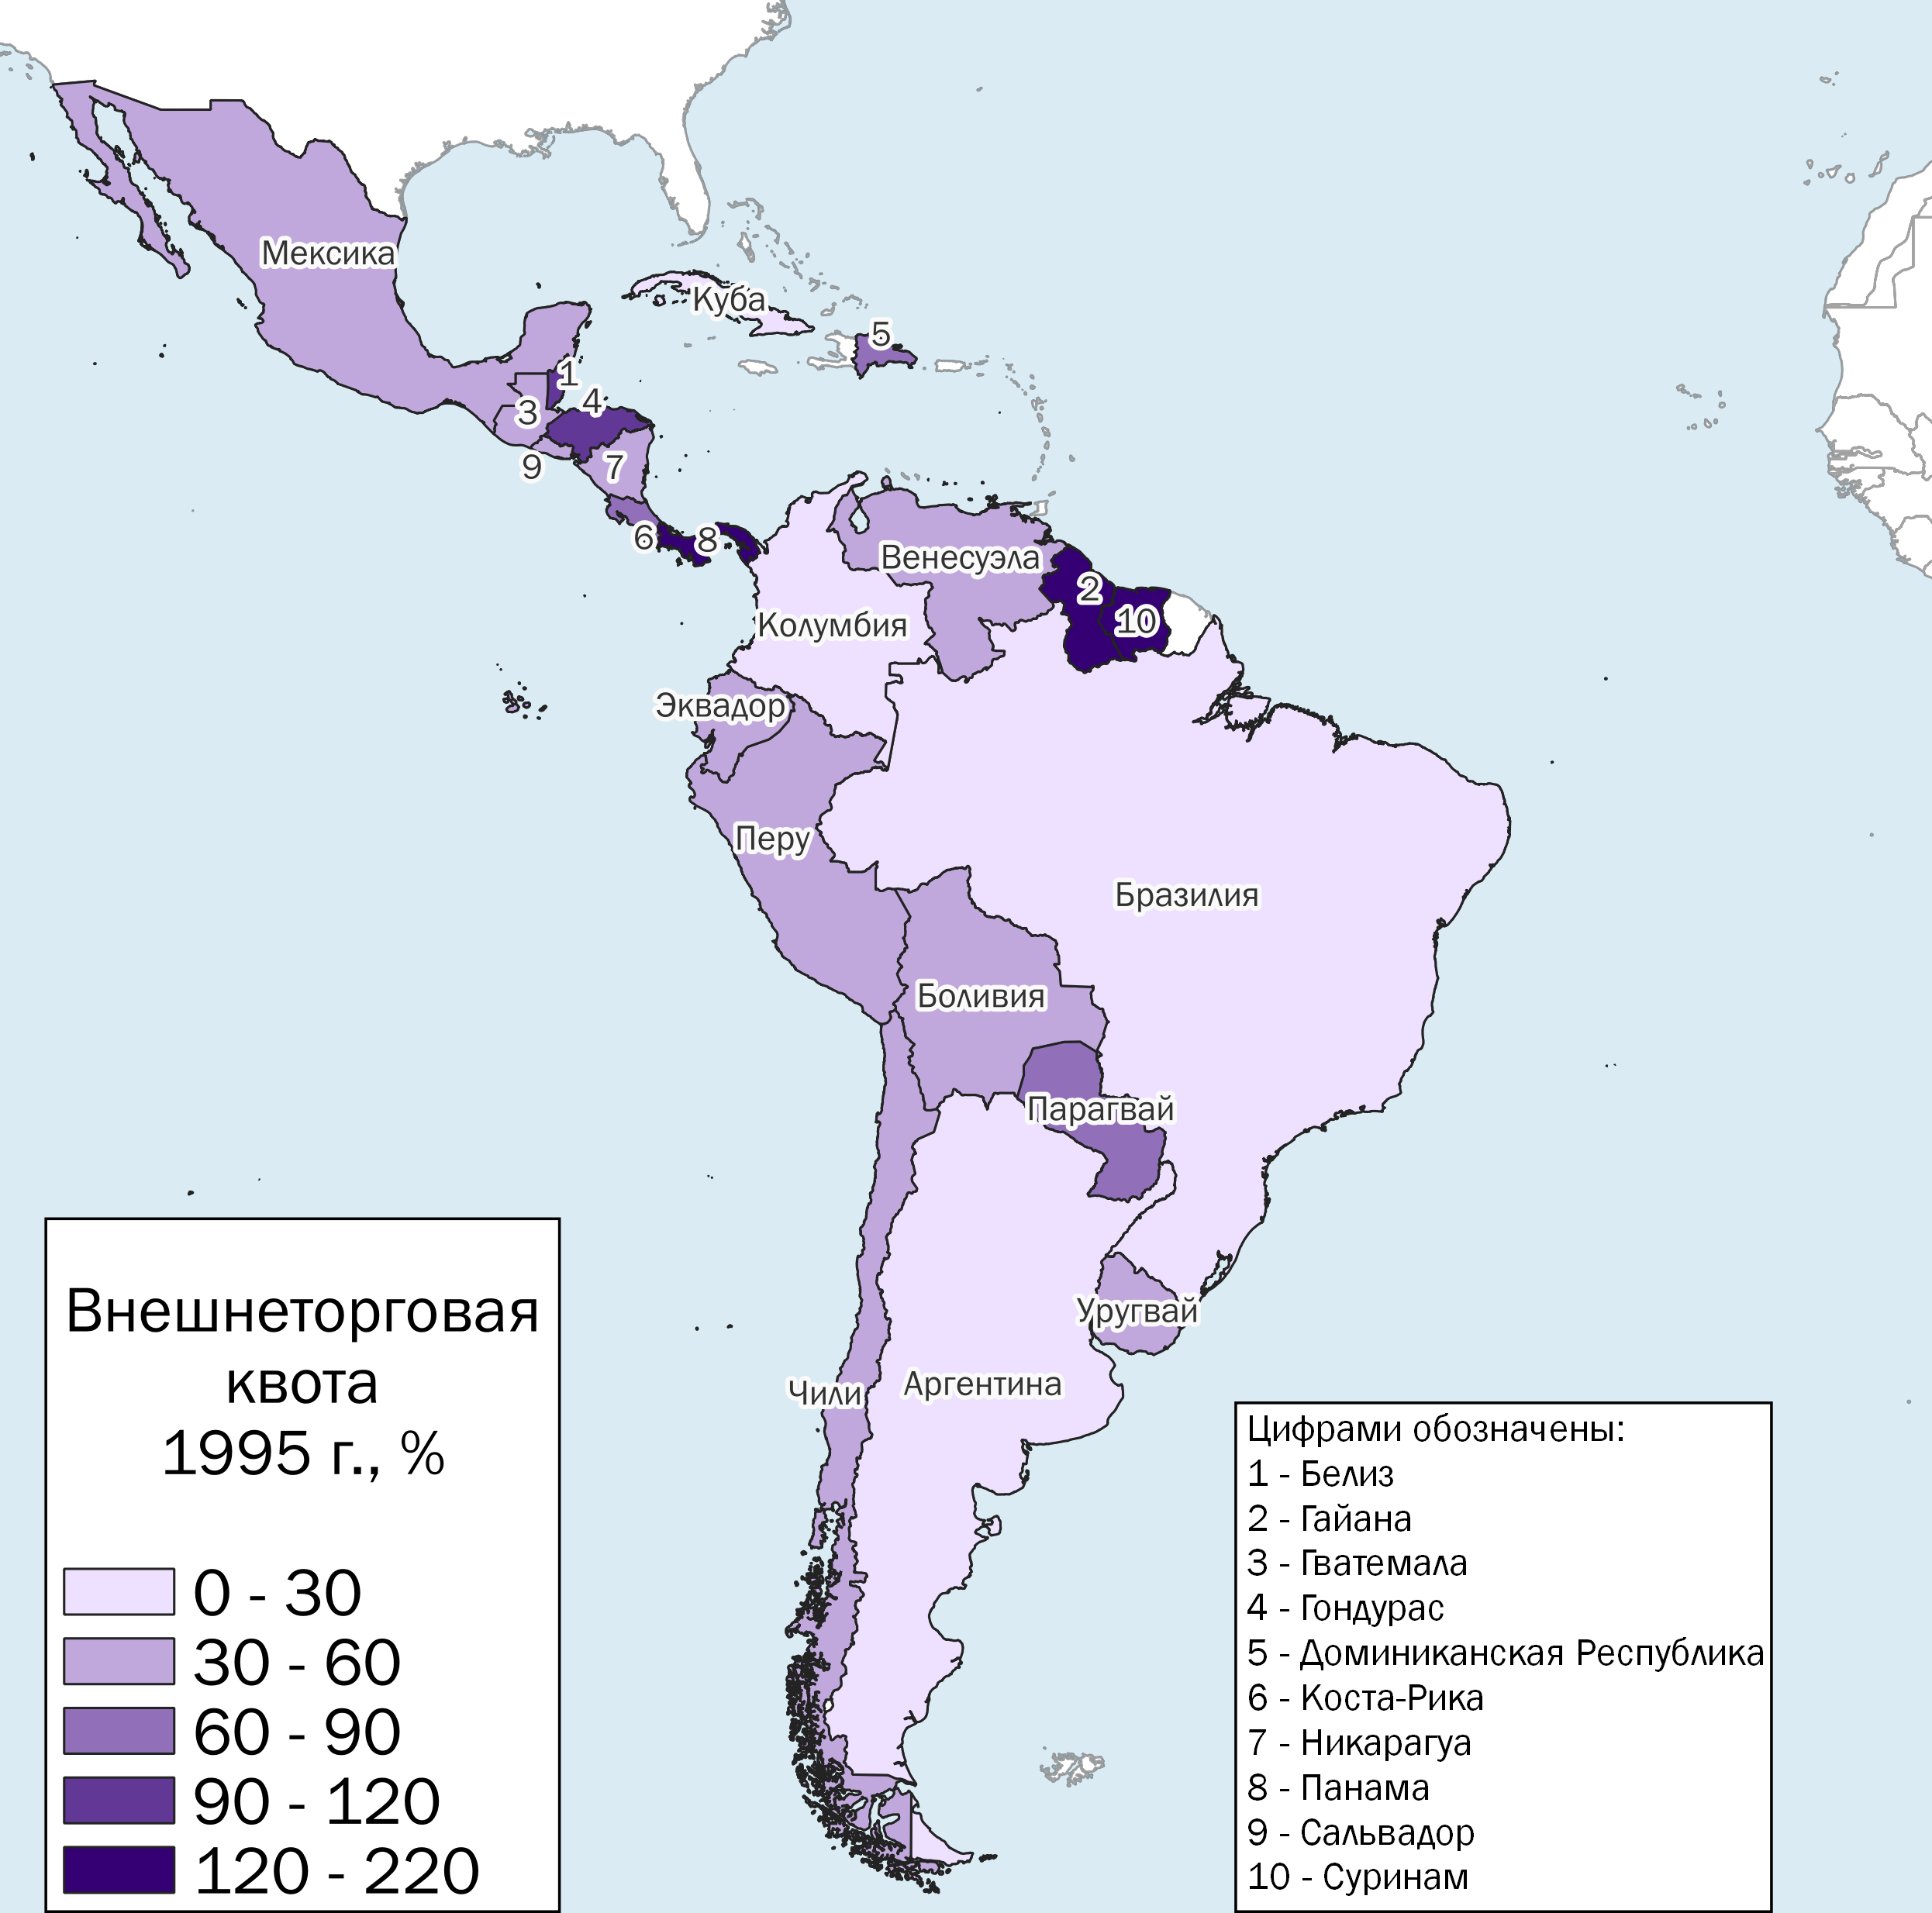 Мексика
Куба
5
1
4
3
9
7
6
8
Венесуэла
2
10
Колумбия
Эквадор
Перу
Бразилия
Боливия
Парагвай
Уругвай
Чили
Аргентина
Внешнеторговая
квота
1995 г., %
0 - 30
30 - 60
60 - 90
90 - 120
120 - 220
Цифрами обозначены:
1 - Белиз
2 - Гайана
3 - Гватемала
4 - Гондурас
5 - Доминиканская Республика
6 - Коста-Рика
7 - Никарагуа
8 - Панама
9 - Сальвадор
10 - Суринам